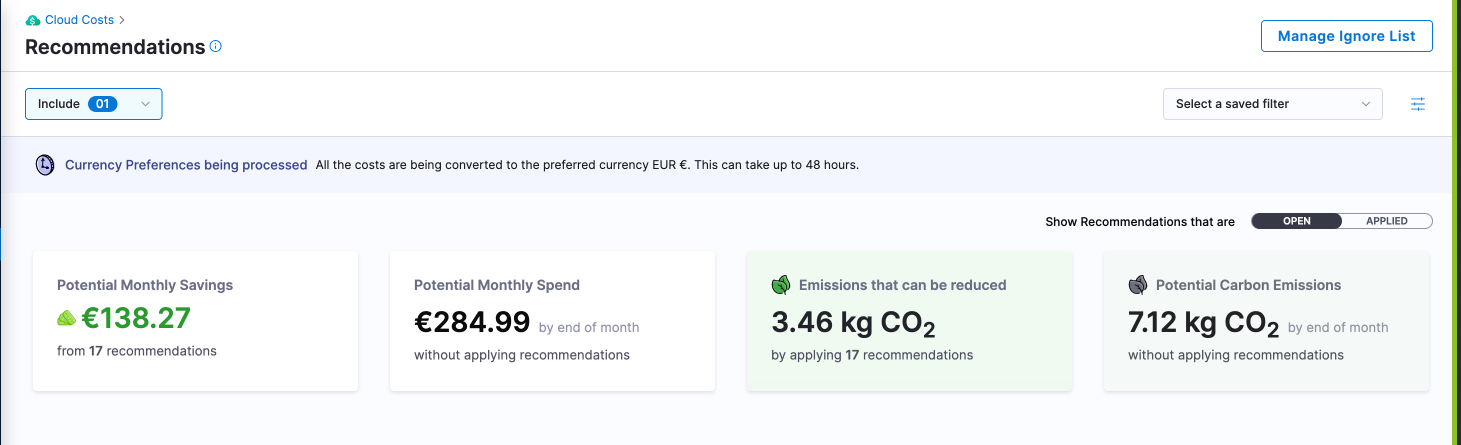 Cloud Costs >
Recommendations
Manage Ignore List
Include 01
Select a saved filter
Currency Preferences being processed All the costs are being converted to the preferred currency EUR €. This can take up to 48 hours.
Show Recommendations that are OPEN APPLIED
Potential Monthly Savings
€138.27
from 17 recommendations
Potential Monthly Spend
€284.99 by end of month
without applying recommendations
Emissions that can be reduced
3.46 kg CO2
by applying 17 recommendations
Potential Carbon Emissions
7.12 kg CO2 by end of month
without applying recommendations